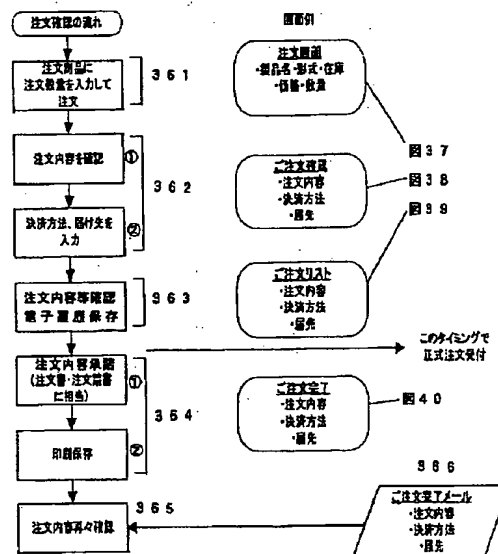 注文確認の流れ
画面例
注文商品に
注文数量を入力して
注文
361
注文画面
・製品名・形式・在庫
・価格・数量
図37
注文内容を確認
①
362
決済方法、届け先を
入力
②
ご注文確認
・注文内容
・決済方法
・届先
図38
図39
注文内容等確認
電子履歴保存
363
ご注文リスト
・注文内容
・決済方法
・届先
このタイミングで
正式注文受付
注文内容承諾
(注文書・注文請書
に相当)
①
364
印刷保存
②
ご注文完了
・注文内容
・決済方法
・届先
図40
注文内容再々確認
365
366
ご注文完了メール
・注文内容
・決済方法
・届先